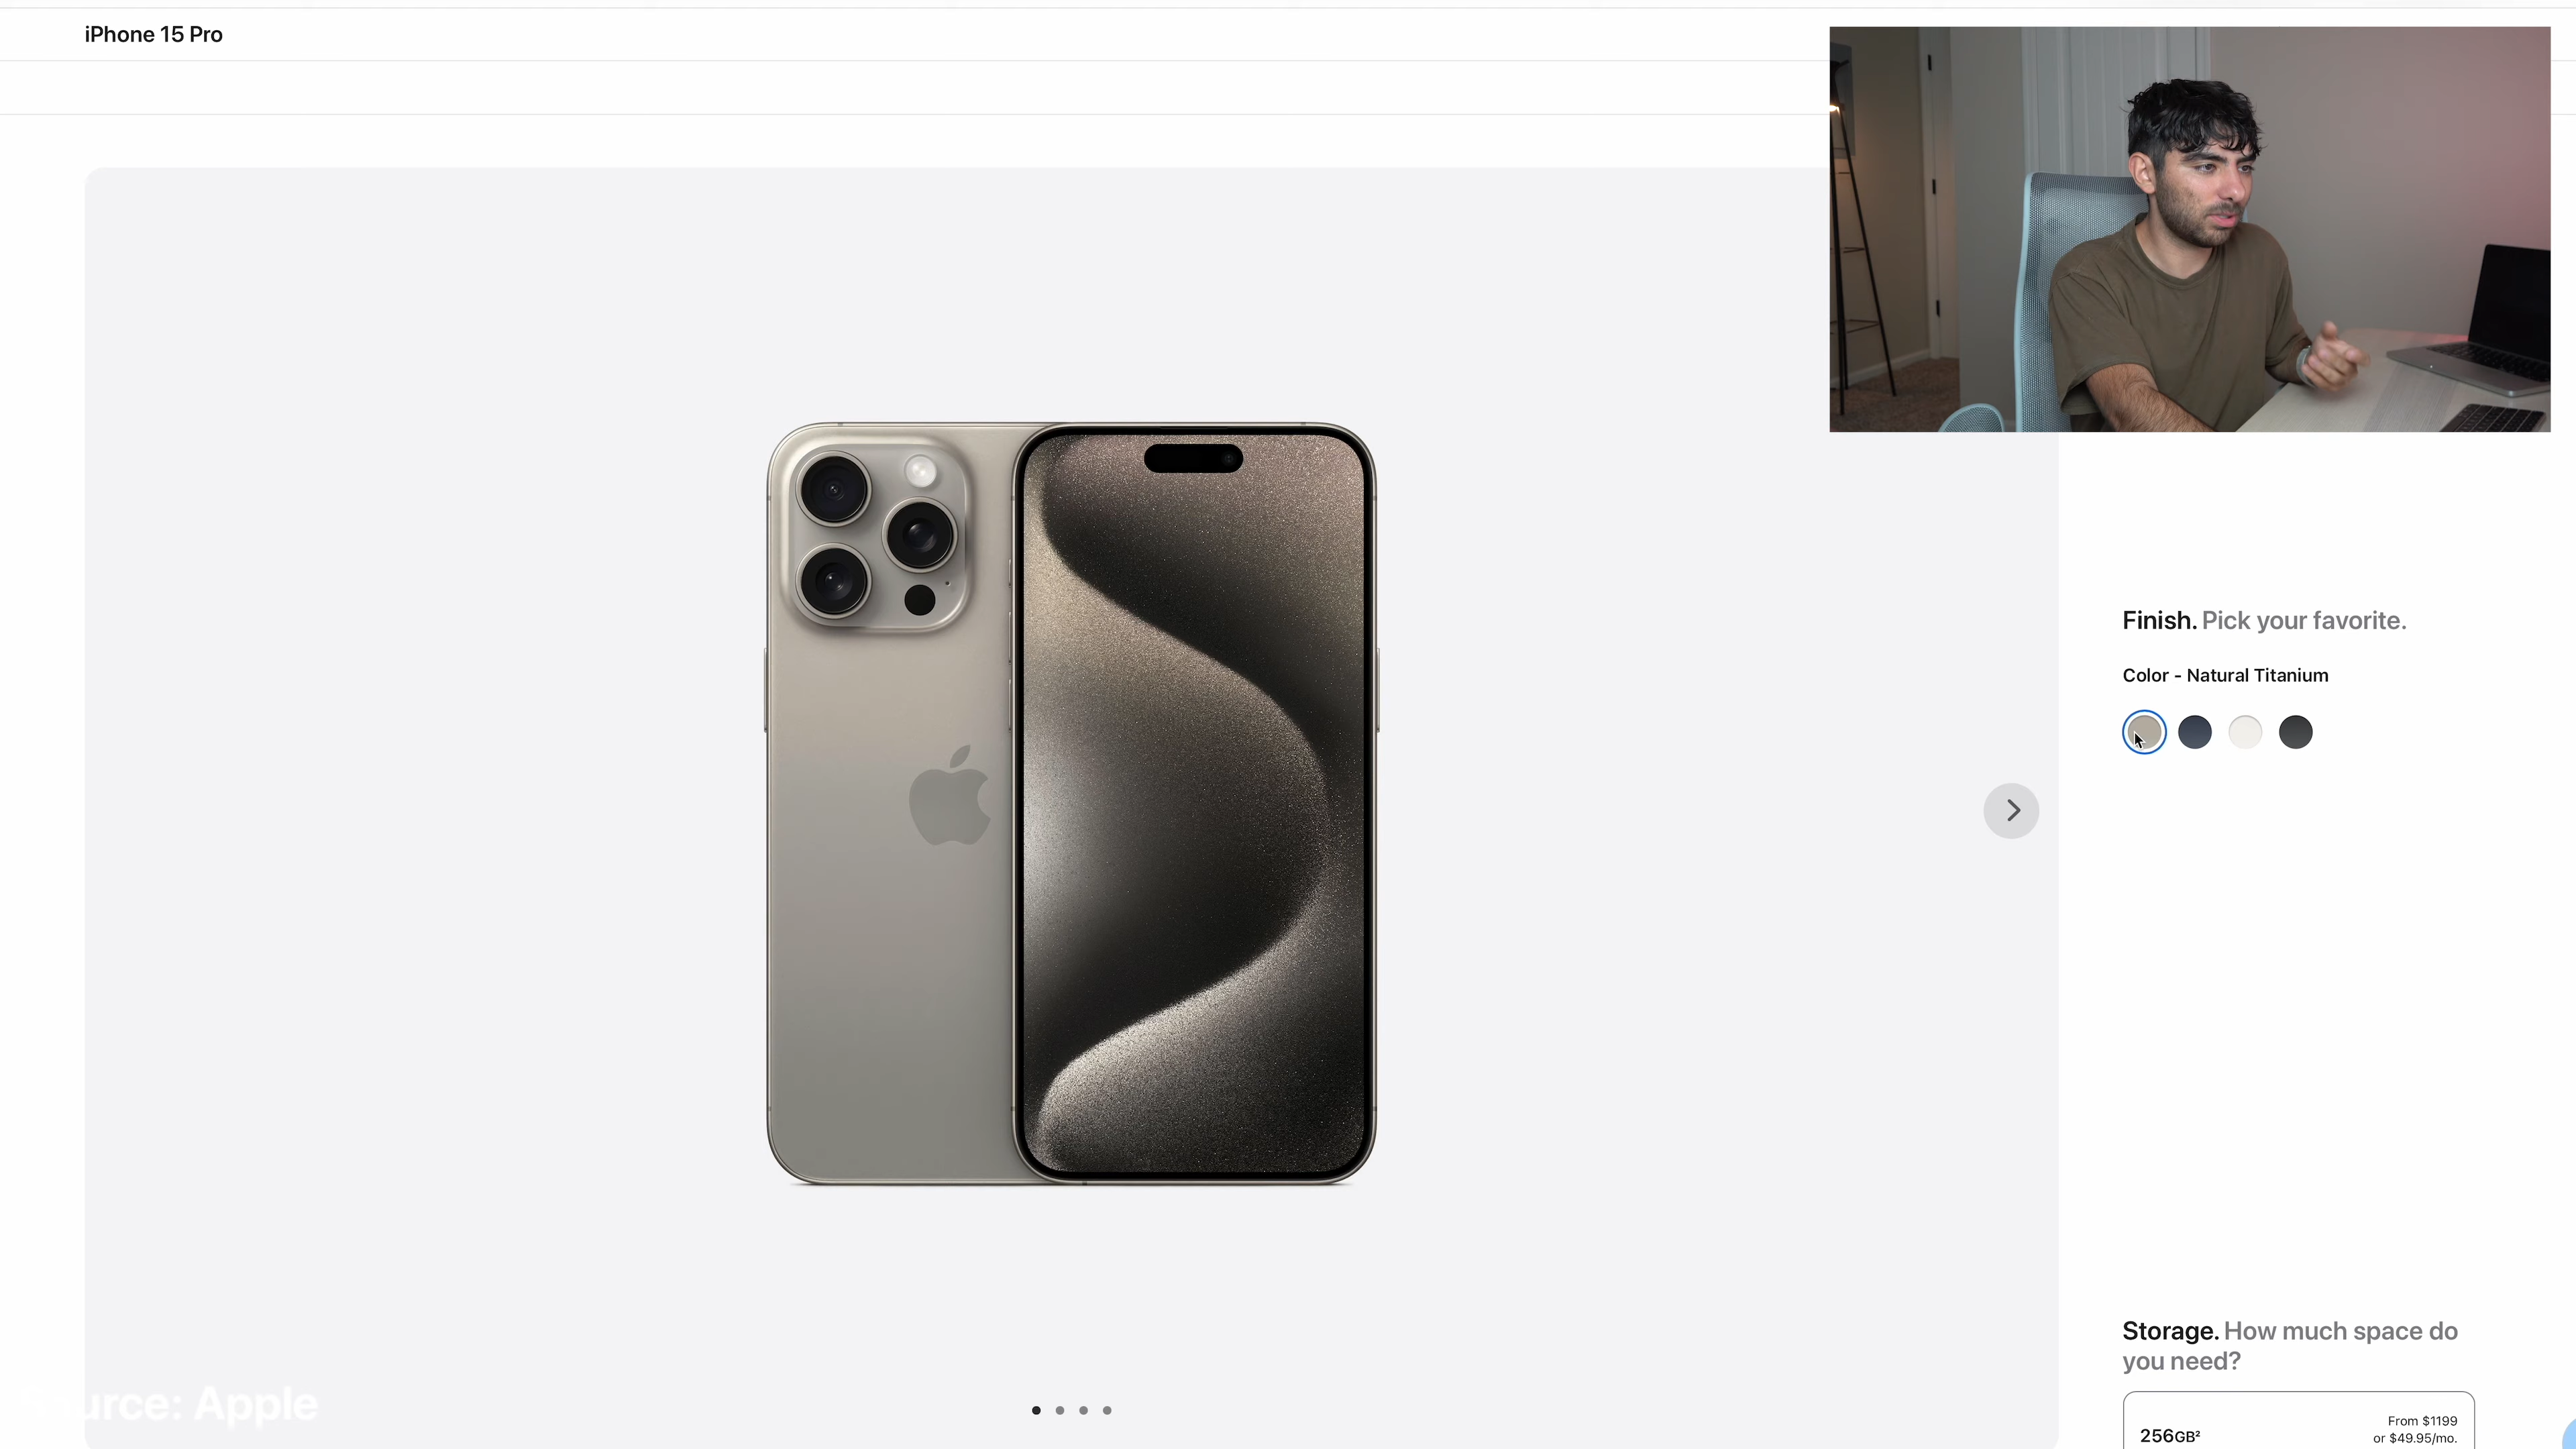 iPhone 15 Pro
Finish. Pick your favorite.
Color - Natural Titanium
Storage. How much space do
you need?
256GB²
From $1199
or $49.95/mo.
Source: Apple